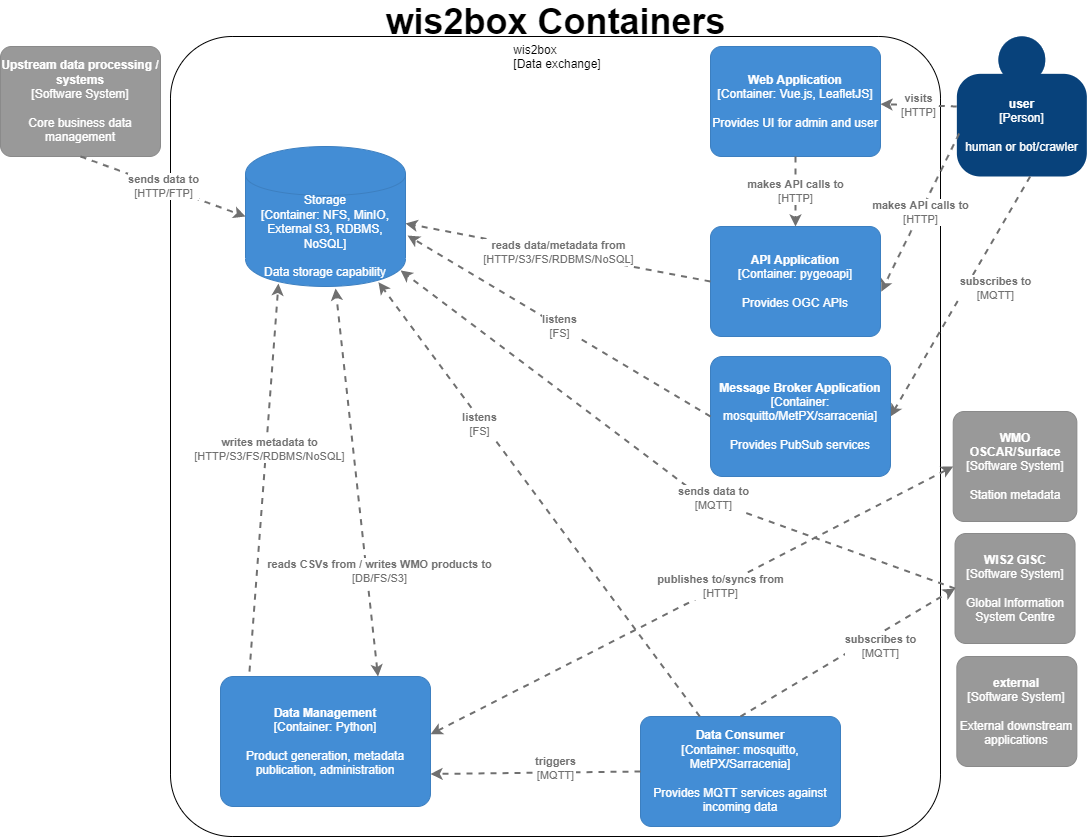 wis2box Containers
wis2box
[Data exchange]
Upstream data processing /
systems
[Software System]
Core business data
management
Web Application
[Container: Vue.js, LeafletJS]
Provides UI for admin and user
visits
[HTTP]
user
[Person]
human or bot/crawler
sends data to
[HTTP/FTP]
makes API calls to
[HTTP]
makes API calls to
[HTTP]
Storage
[Container: NFS, MinIO,
External S3, RDBMS,
NoSQL]
Data storage capability
reads data/metadata from
[HTTP/S3/FS/RDBMS/NoSQL]
API Application
[Container: pygeoapi]
Provides OGC APIs
subscribes to
[MQTT]
listens
[FS]
Message Broker Application
[Container:
mosquitto/MetPX/sarracenia]
Provides PubSub services
listens
[FS]
writes metadata to
[HTTP/S3/FS/RDBMS/NoSQL]
WMO
OSCAR/Surface
[Software System]
Station metadata
sends data to
[MQTT]
reads CSVs from / writes WMO products to
[DB/FS/S3]
publishes to/syncs from
[HTTP]
WIS2 GISC
[Software System]
Global Information
System Centre
subscribes to
[MQTT]
external
[Software System]
External downstream
applications
Data Management
[Container: Python]
Product generation, metadata
publication, administration
triggers
[MQTT]
Data Consumer
[Container: mosquitto,
MetPX/Sarracenia]
Provides MQTT services against
incoming data